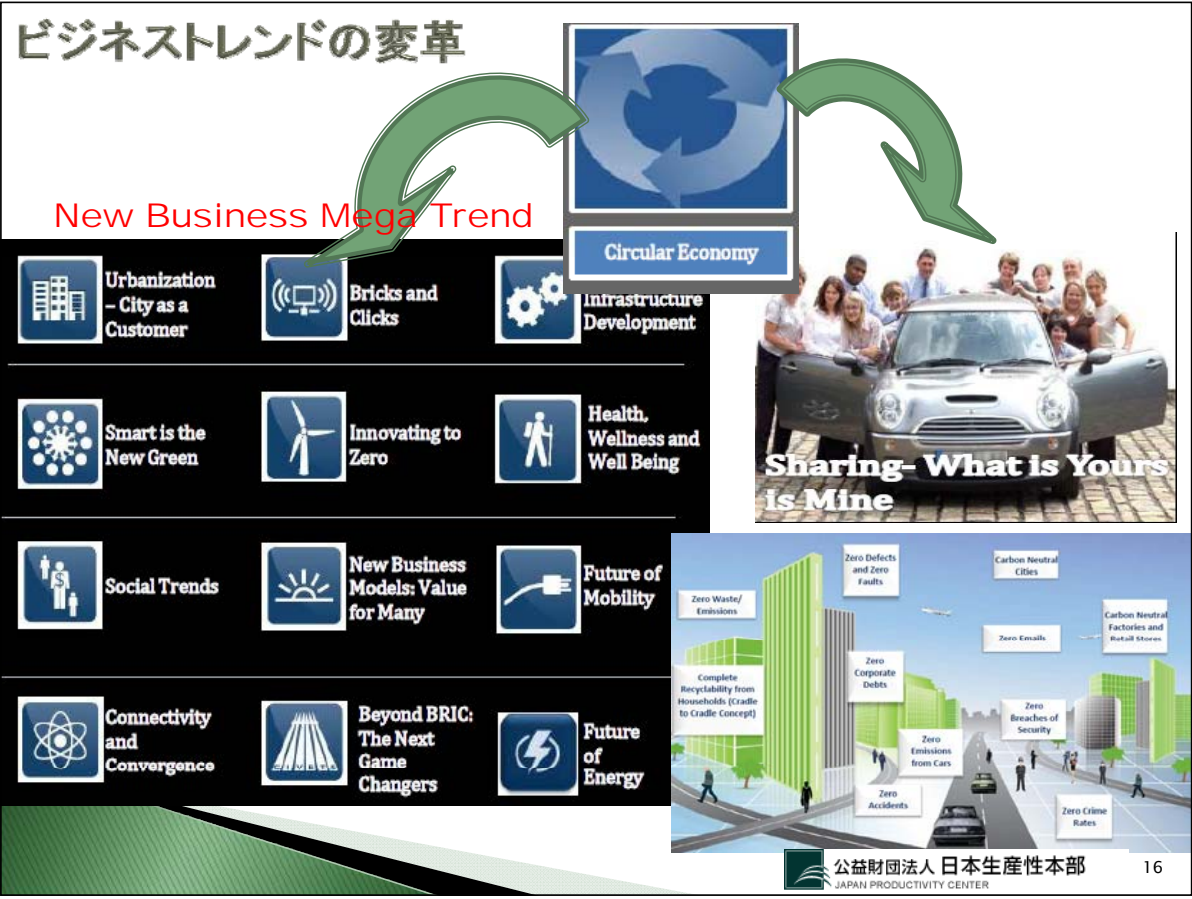 ビジネストレンドの変革
New Business Mega Trend
Circular Economy
Urbanization
– City as a
Customer
Bricks and
Clicks
Infrastructure
Development
Smart is the
New Green
Innovating to
Zero
Health,
Wellness and
Well Being
Social Trends
New Business
Models: Value
for Many
Future of
Mobility
Connectivity
and
Convergence
CIVETS
Beyond BRIC:
The Next
Game
Changers
Future
of
Energy
Sharing– What is Yours
is Mine
Zero Defects
and Zero
Faults
Carbon Neutral
Cities
Zero Waste/
Emissions
Carbon Neutral
Factories and
Retail Stores
Zero Emails
Zero
Corporate
Debts
Complete
Recyclability from
Households (Cradle
to Cradle Concept)
Zero
Breaches of
Security
Zero
Emissions
from Cars
Zero
Accidents
Zero Crime
Rates
公益財団法人 日本生産性本部
JAPAN PRODUCTIVITY CENTER
16